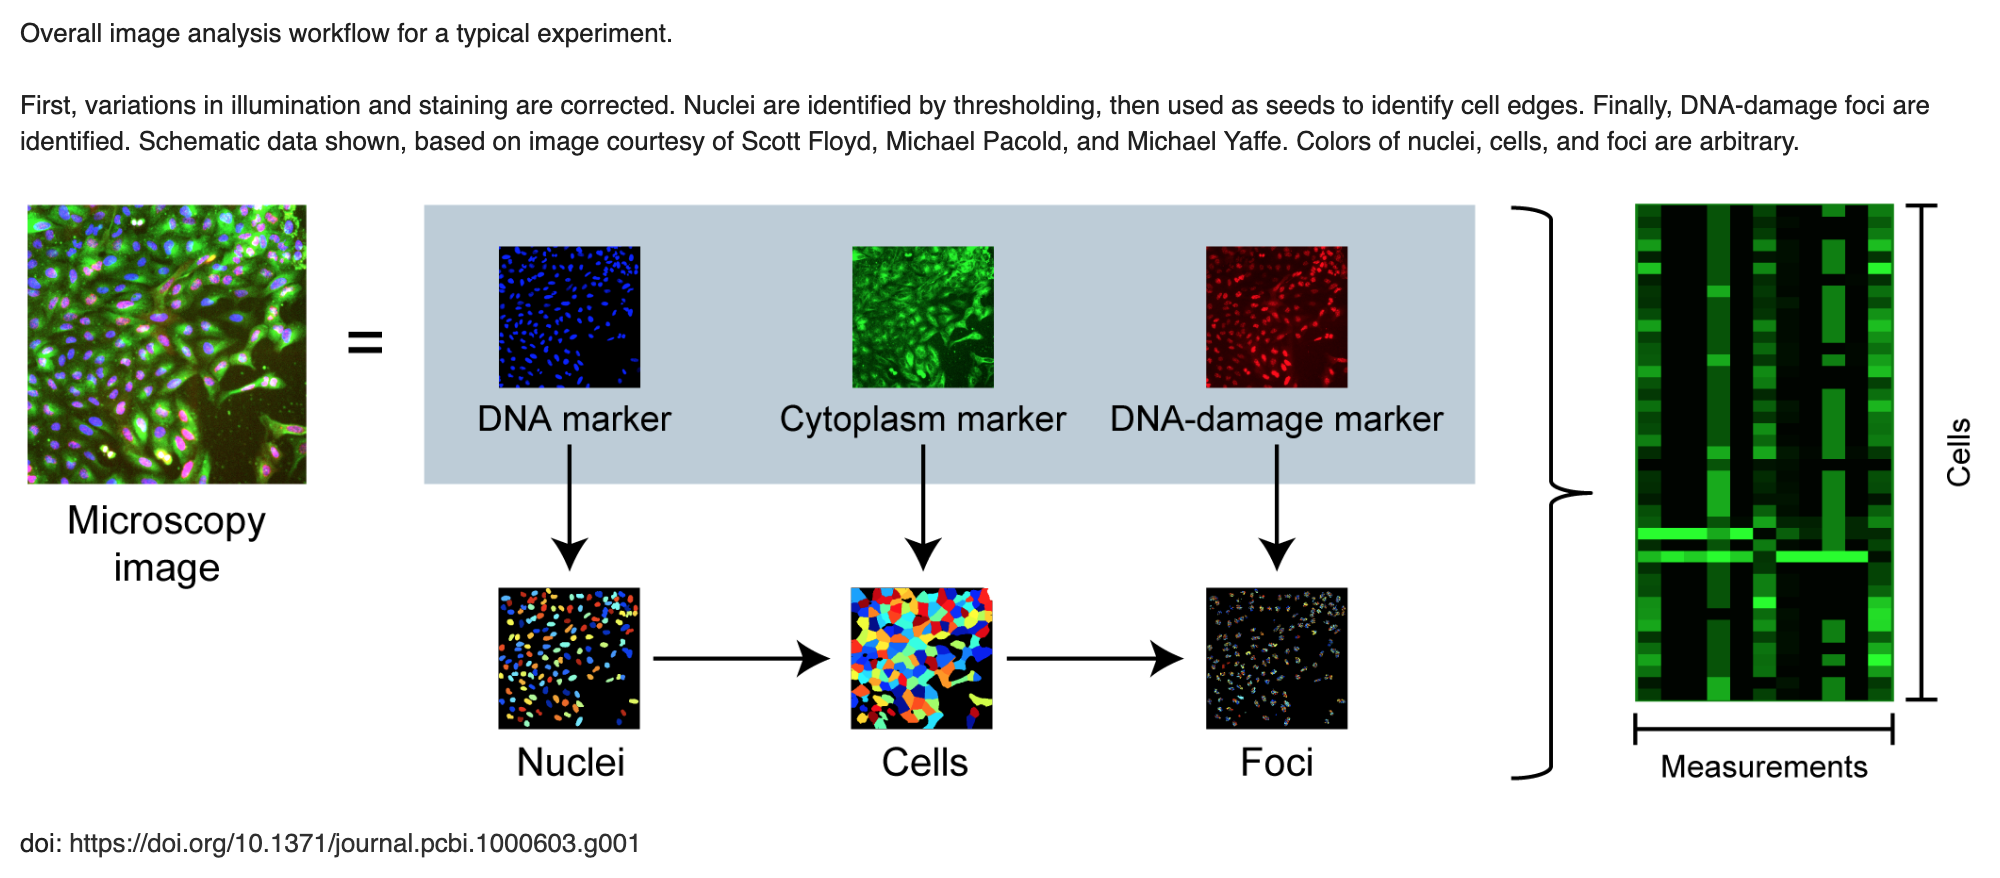 Overall image analysis workflow for a typical experiment.
First, variations in illumination and staining are corrected. Nuclei are identified by thresholding, then used as seeds to identify cell edges. Finally, DNA-damage foci are
identified. Schematic data shown, based on image courtesy of Scott Floyd, Michael Pacold, and Michael Yaffe. Colors of nuclei, cells, and foci are arbitrary.
=
DNA marker
Cytoplasm marker
DNA-damage marker
Microscopy
image
Nuclei
Cells
Foci
Cells
Measurements
doi: https://doi.org/10.1371/journal.pcbi.1000603.g001